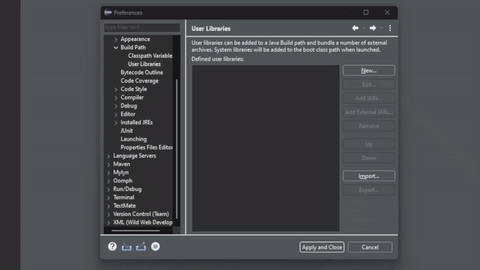 Preferences
type filter text
Appearance
Build Path
Classpath Variable
User Libraries
Bytecode Outline
Code Coverage
Code Style
Compiler
Debug
Editor
Installed JREs
JUnit
Launching
Properties Files Editor
Language Servers
Maven
Mylyn
Oomph
Run/Debug
Terminal
TextMate
Version Control (Team)
XML (Wild Web Develop
User Libraries
User libraries can be added to a Java Build path and bundle a number of external
archives. System libraries will be added to the boot class path when launched.
Defined user libraries:
New...
Edit...
Add JARs...
Add External JARs...
Remove
Up
Down
Import...
Export...
Apply and Close
Cancel